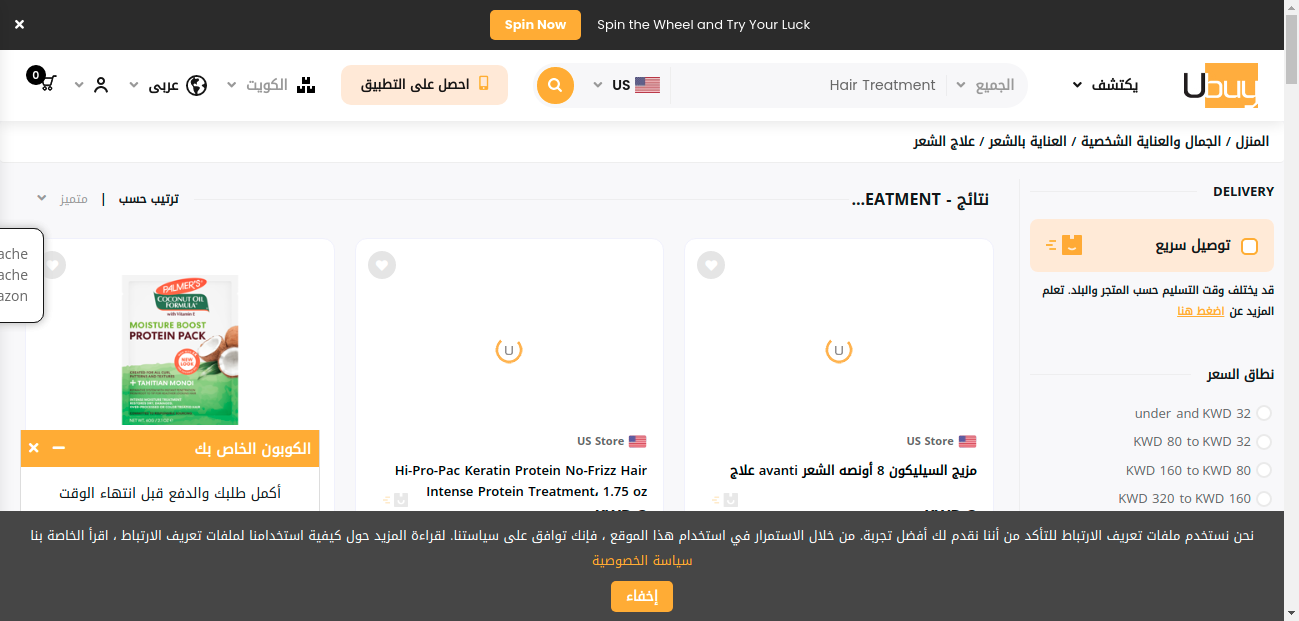 Spin the Wheel and Try Your Luck
Spin Now
Ubuy
يكتشف
الجميع
Hair Treatment
US
احصل على التطبيق
الكويت
عربى
0
المنزل / الجمال والعناية الشخصية / العناية بالشعر / علاج الشعر
DELIVERY
توصيل سريع
قد يختلف وقت التسليم حسب المتجر والبلد. تعلم
المزيد عن اضغط هنا
نطاق السعر
under and KWD 32
KWD 80 to KWD 32
KWD 160 to KWD 80
KWD 320 to KWD 160
نتائج - EATMENT...
ترتيب حسب | متميز
U
US Store
مزيج السيليكون 8 أونصه الشعر avanti علاج
U
US Store
Hi-Pro-Pac Keratin Protein No-Frizz Hair
Intense Protein Treatment، 1.75 oz
PALMER'S
COCONUT OIL
FORMULA
with Vitamin E
MOISTURE BOOST
PROTEIN PACK
NEW LOOK
+ TAHITIAN MONOI
ache
ache
azon
الكوبون الخاص بك
أكمل طلبك والدفع قبل انتهاء الوقت
نحن نستخدم ملفات تعريف الارتباط للتأكد من أننا نقدم لك أفضل تجربة. من خلال الاستمرار في استخدام هذا الموقع ، فإنك توافق على سياستنا. لقراءة المزيد حول كيفية استخدامنا لملفات تعريف الارتباط ، اقرأ الخاصة بنا
سياسة الخصوصية
إخفاء